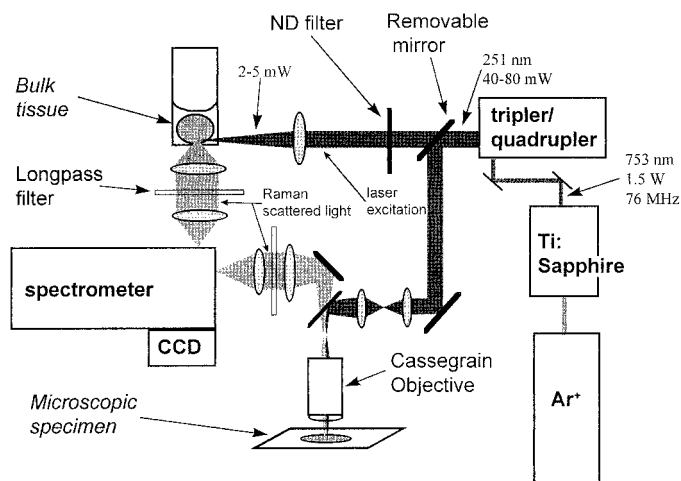 ND filter
Removable
mirror
251 nm
40-80 mW
2-5 mW
Bulk
tissue
tripler/
quadrupler
Longpass
filter
Raman
scattered light
laser
excitation
753 nm
1.5 W
76 MHz
Ti:
Sapphire
spectrometer
CCD
Cassegrain
Objective
Ar+
Microscopic
specimen